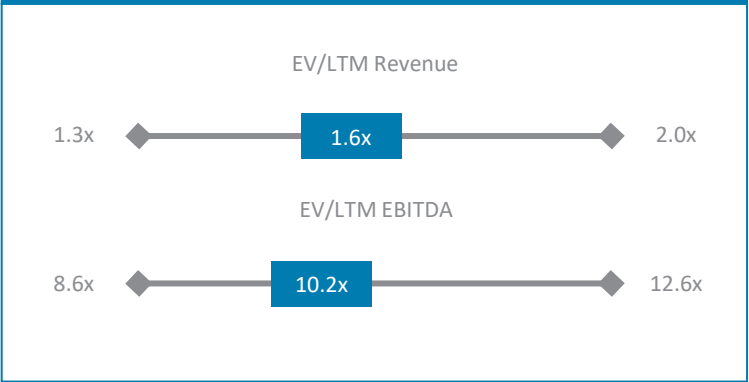 EV/LTM Revenue
1.3x 1.6x 2.0x
EV/LTM EBITDA
8.6x 10.2x 12.6x